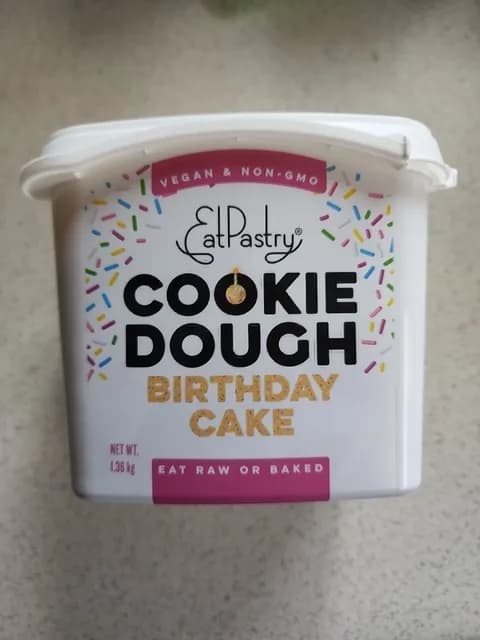 VEGAN & NON-GMO
EatPastry®
COOKIE
DOUGH
BIRTHDAY
CAKE
NET WT.
1.36 kg
EAT RAW OR BAKED